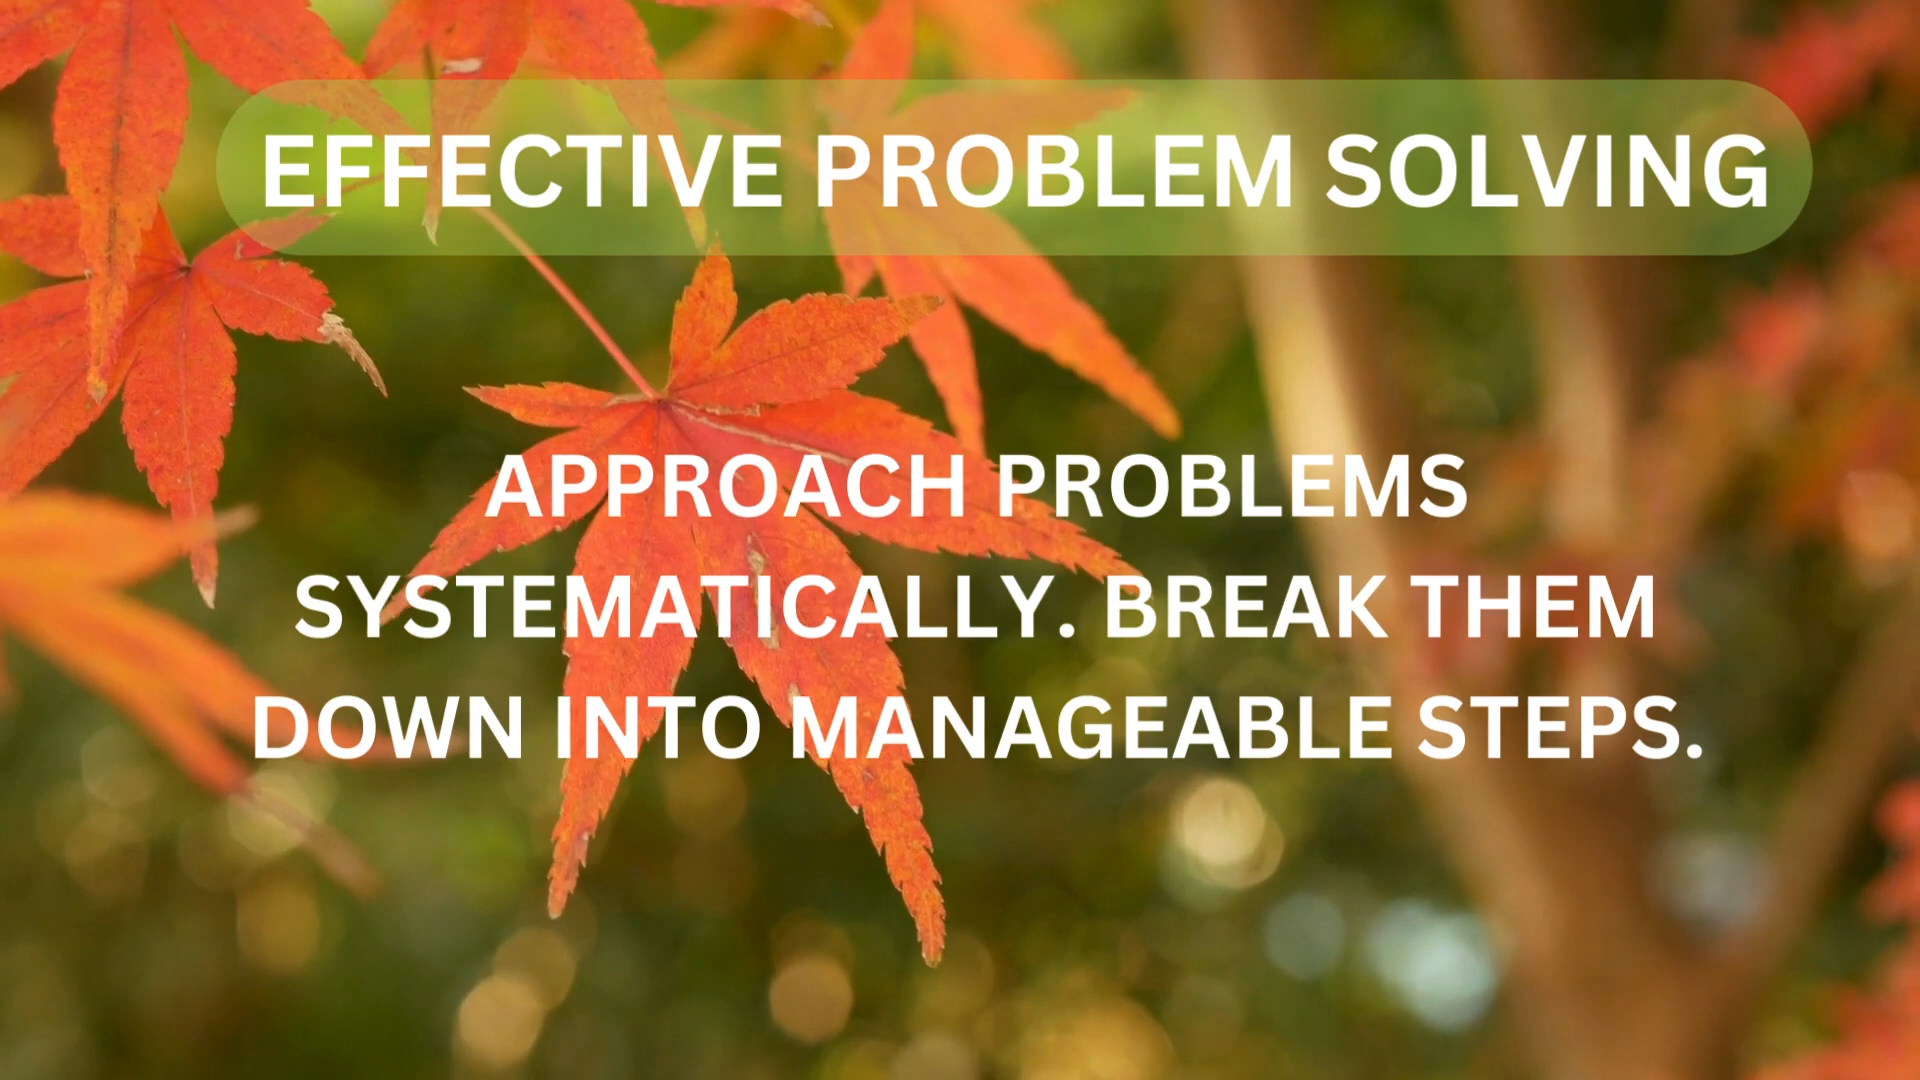 EFFECTIVE PROBLEM SOLVING
APPROACH PROBLEMS
SYSTEMATICALLY. BREAK THEM
DOWN INTO MANAGEABLE STEPS.